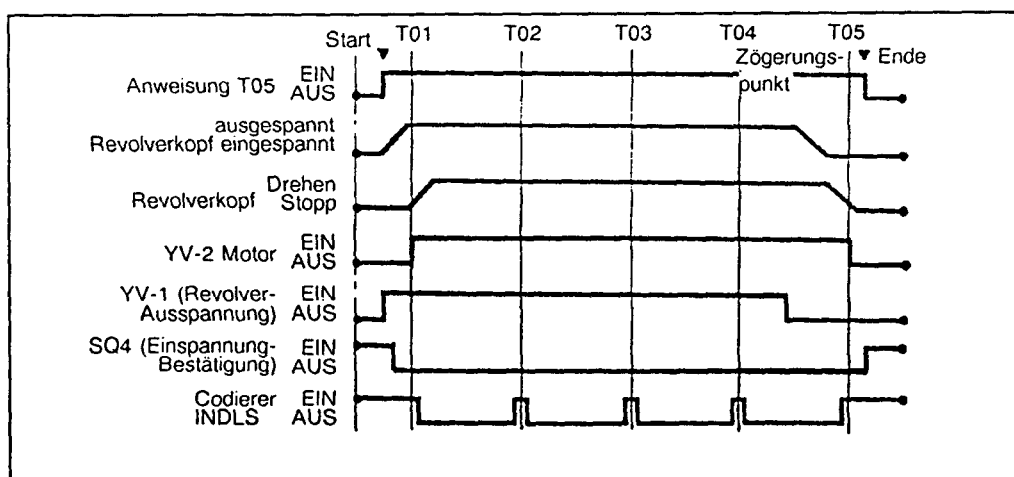 Start T01 T02 T03 T04 T05
Zögerungs- Ende
punkt
Anweisung T05 EIN
AUS
ausgespannt
Revolverkopf eingespannt
Revolverkopf Drehen
Stopp
YV-2 Motor EIN
AUS
YV-1 (Revolver- EIN
Ausspannung) AUS
SQ4 (Einspannung- EIN
Bestätigung) AUS
Codierer EIN
INDLS AUS